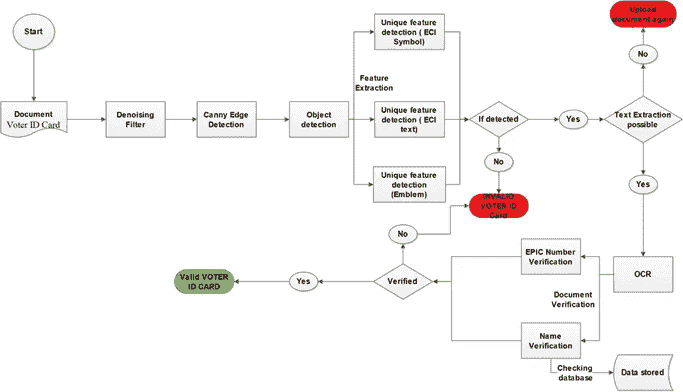 Start
Document
Voter ID Card
Denoising
Filter
Canny Edge
Detection
Object
detection
Feature
Extraction
Unique feature
detection ( ECI
Symbol)
Unique feature
detection ( ECI
text)
Unique feature
detection
(Emblem)
If detected
Yes
No
INVALID
VOTER ID
Card
Text Extraction
possible
No
Upload
document again
Yes
OCR
Document
Verification
EPIC Number
Verification
Name
Verification
Checking
database
Data stored
Verified
No
Yes
Valid VOTER
ID CARD